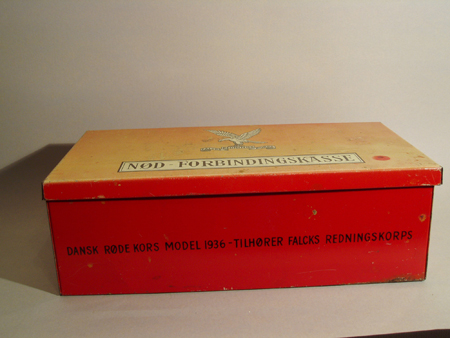 NØD-FORBINDINGSKASSE
DANSK RØDE KORS MODEL 1936-TILHØRER FALCKS REDNINGSKORPS